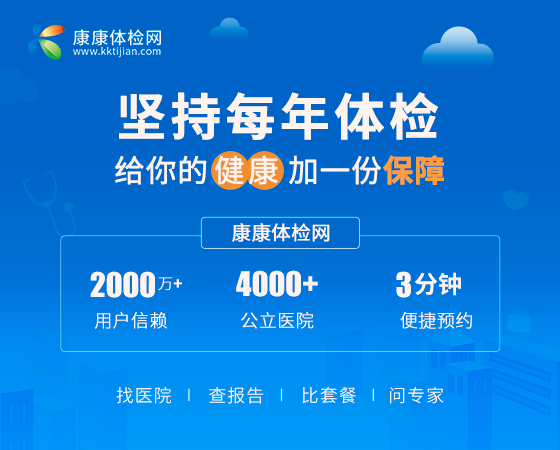 康康体检网
www.kktijian.com
坚持每年体检
给你的健康加一份保障
康康体检网
2000万+ 4000+ 3分钟
用户信赖 公立医院 便捷预约
找医院 | 查报告 | 比套餐 | 问专家